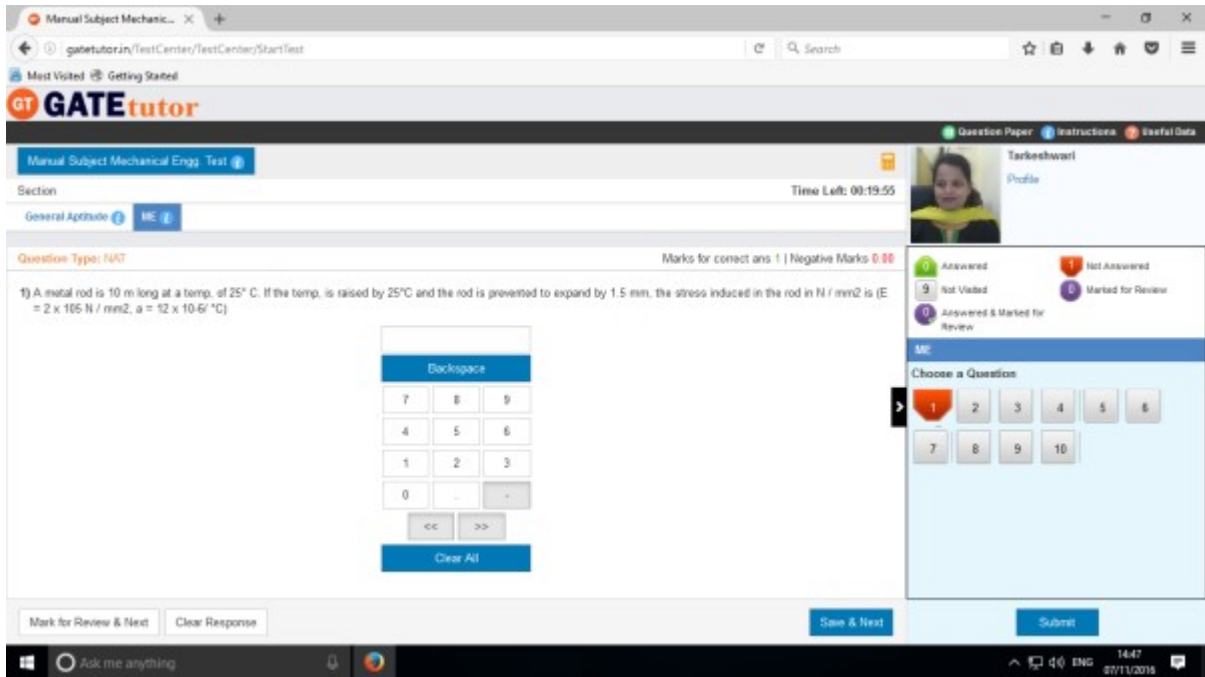 Manual Subject Mechanic...
gatetutor.in/TestCenter/TestCenter/StartTest
Search
Most Visited Getting Started
GT GATEtutor
Question Paper Instructions Useful Data
Manual Subject Mechanical Engg. Test
Tarkeshwari
Profile
Section
Time Left: 00:19:55
General Aptitude ME
Question Type: NAT
Marks for correct ans 1 | Negative Marks 0.00
1) A metal rod is 10 m long at a temp. of 25° C. If the temp. is raised by 25°C and the rod is prevented to expand by 1.5 mm, the stress induced in the rod in N / mm2 is (E
= 2 x 105 N / mm2, a = 12 x 10-6/ °C)
Backspace
7 8 9
4 5 6
1 2 3
0 . -
<< >>
Clear All
0 Answered
1 Not Answered
9 Not Visited
0 Marked for Review
0 Answered & Marked for
Review
ME
Choose a Question
1 2 3 4 5 6
7 8 9 10
Mark for Review & Next
Clear Response
Save & Next
Submit
Ask me anything
ENG
14:47
07/11/2016